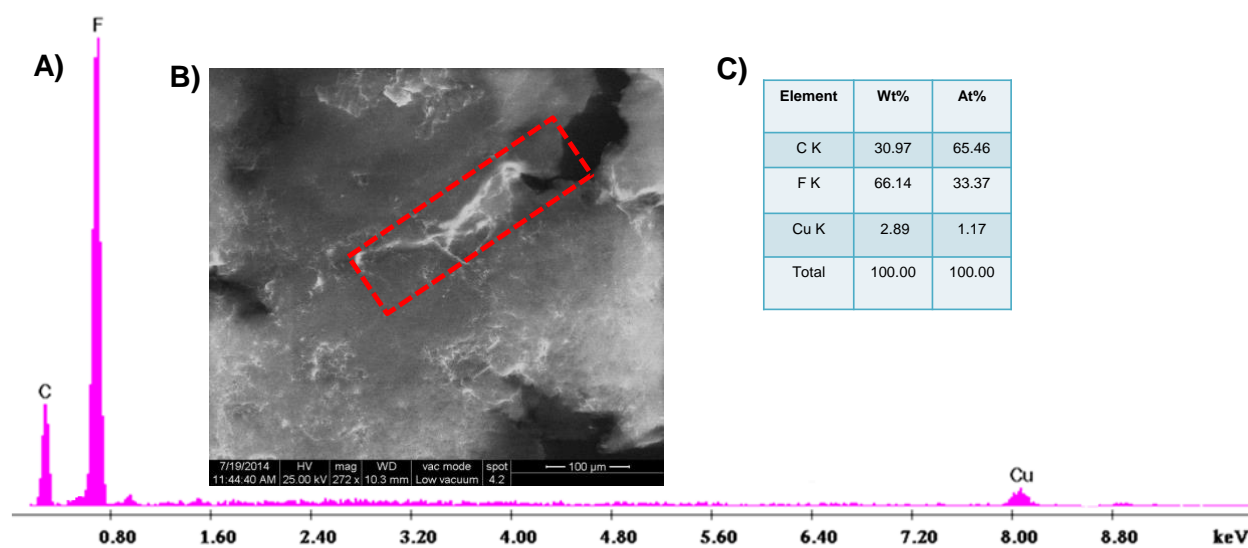 F
A)
B)
C)
Element Wt% At%
C K 30.97 65.46
F K 66.14 33.37
Cu K 2.89 1.17
Total 100.00 100.00
C
7/19/2014 HV mag WD vac mode spot 100 µm
11:44:40 AM 25.00 kV 272 x 10.3 mm Low vacuum 4.2
Cu
0.80 1.60 2.40 3.20 4.00 4.80 5.60 6.40 7.20 8.00 8.80 keV